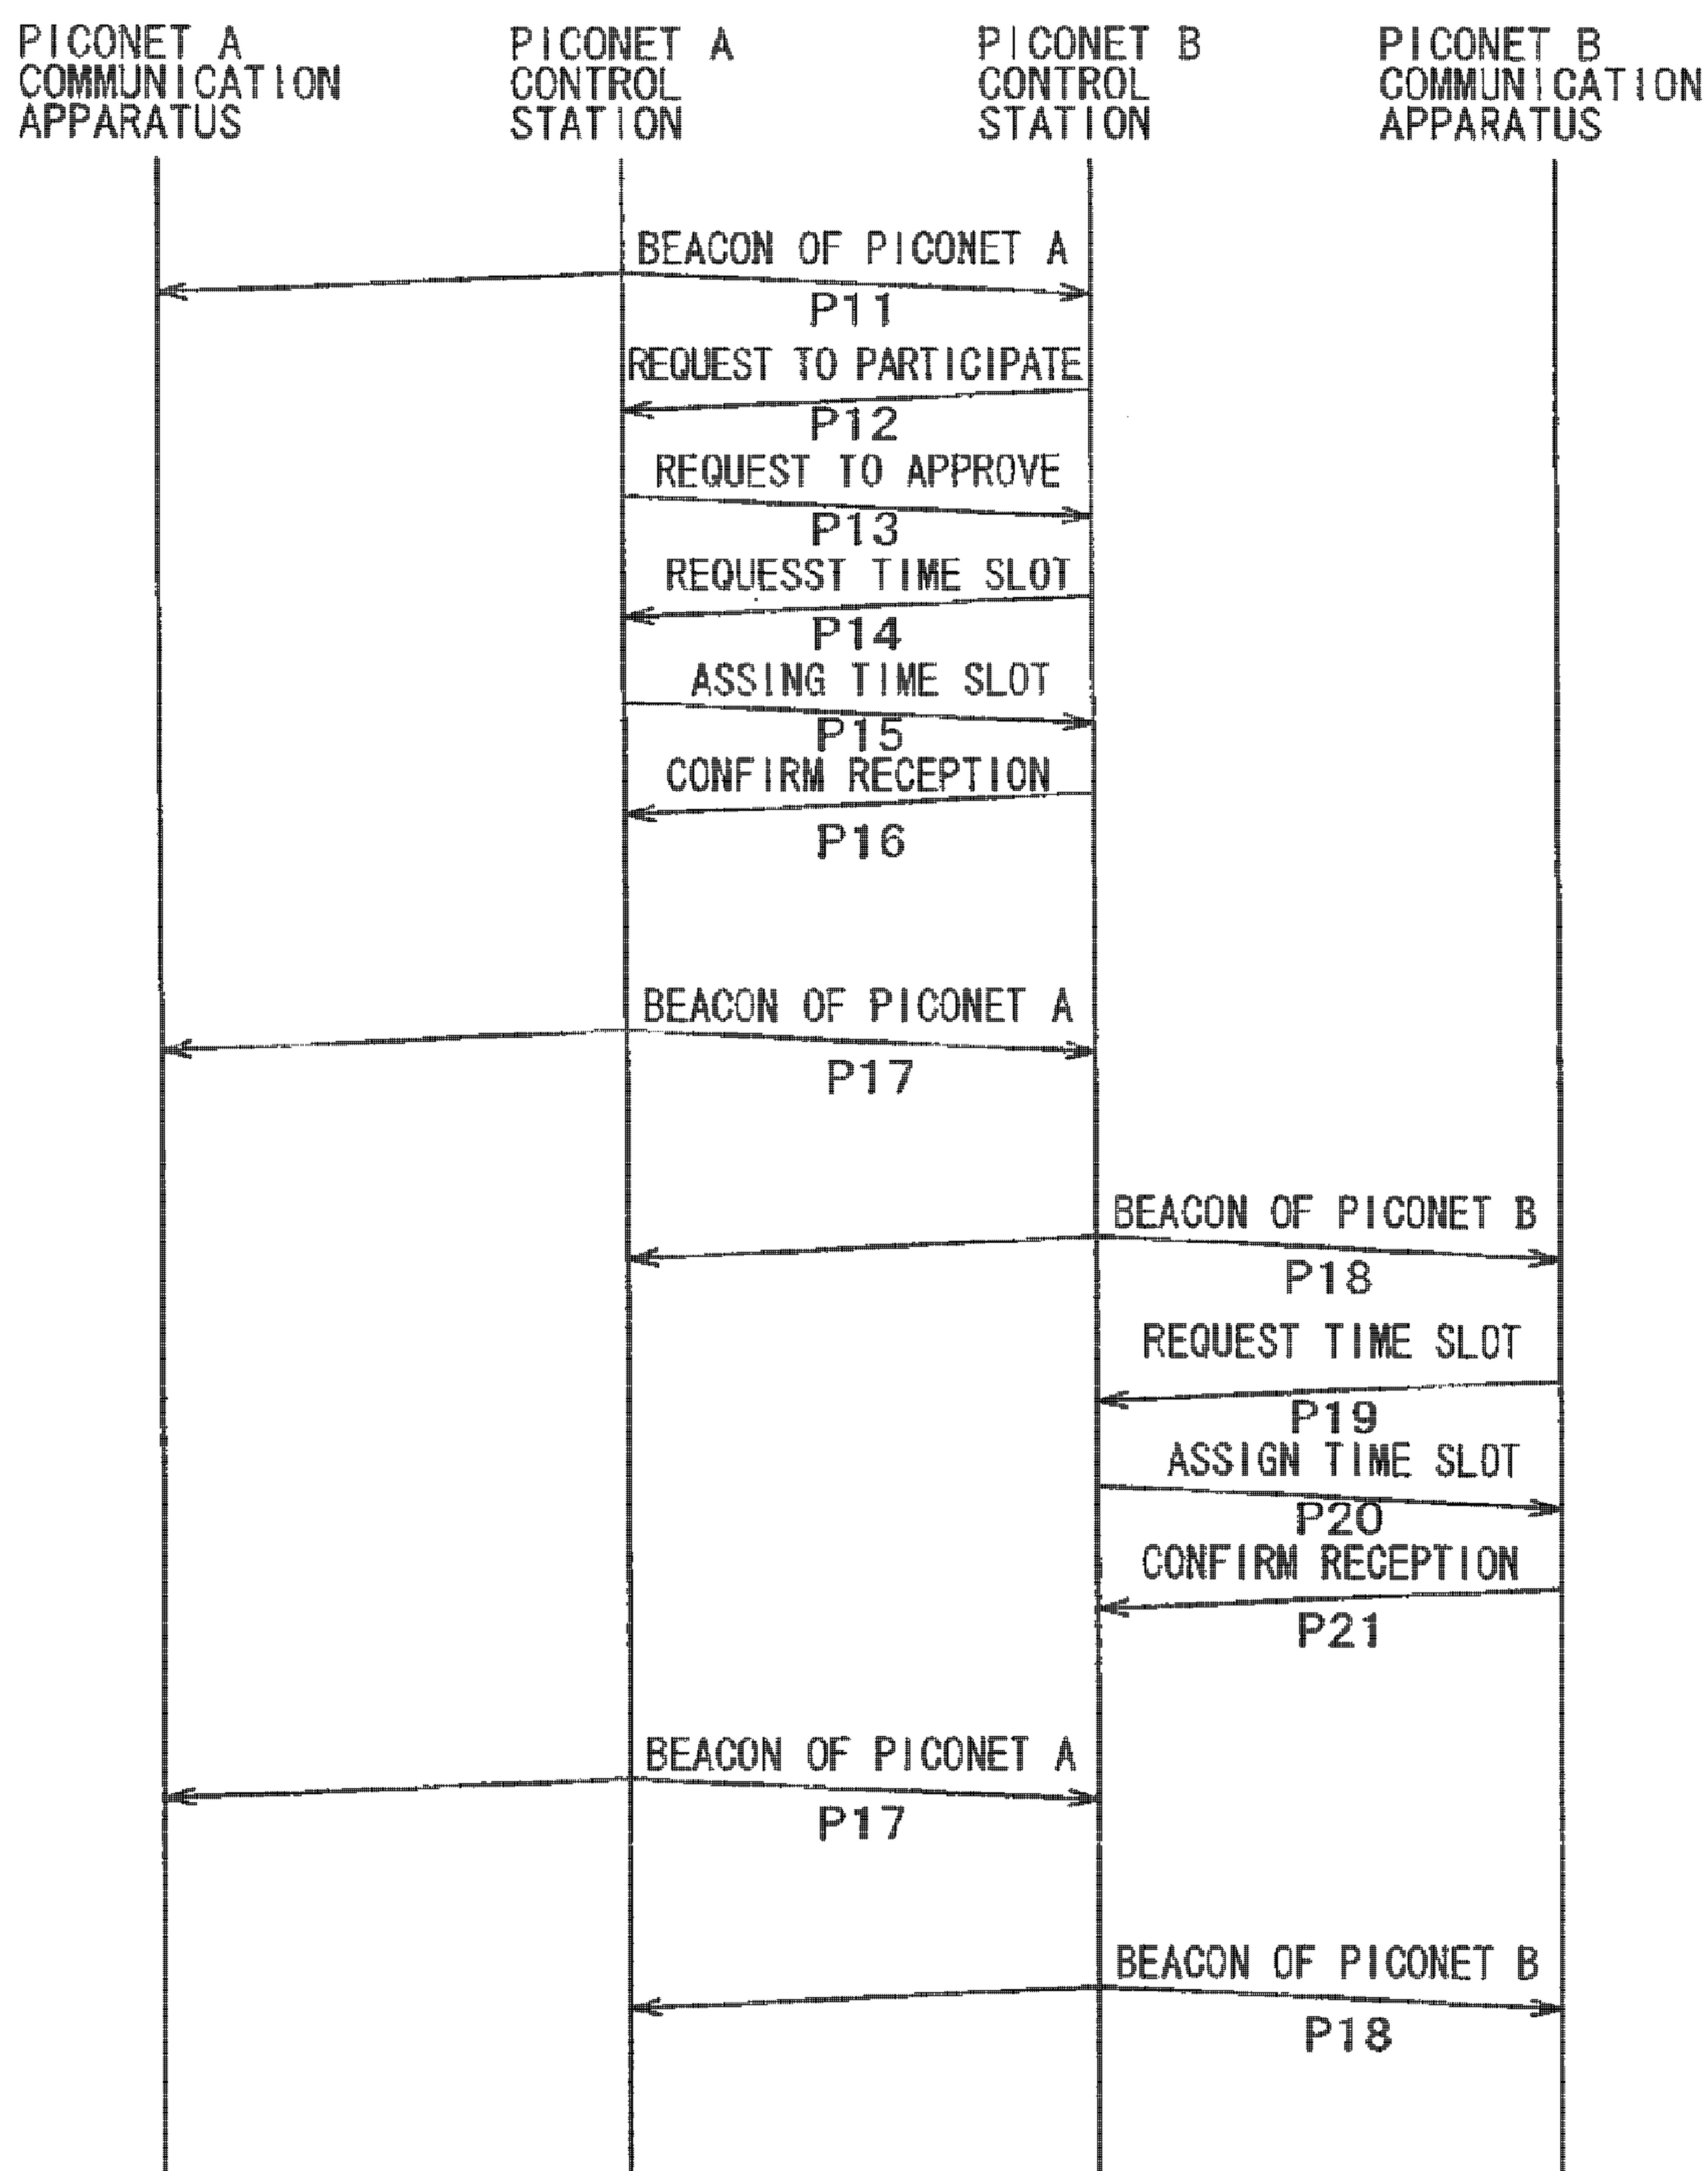 PICONET A
COMMUNICATION
APPARATUS
PICONET A
CONTROL
STATION
PICONET B
CONTROL
STATION
PICONET B
COMMUNICATION
APPARATUS
BEACON OF PICONET A
P11
REQUEST TO PARTICIPATE
P12
REQUEST TO APPROVE
P13
REQUESST TIME SLOT
P14
ASSING TIME SLOT
P15
CONFIRM RECEPTION
P16
BEACON OF PICONET A
P17
BEACON OF PICONET B
P18
REQUEST TIME SLOT
P19
ASSIGN TIME SLOT
P20
CONFIRM RECEPTION
P21
BEACON OF PICONET A
P17
BEACON OF PICONET B
P18